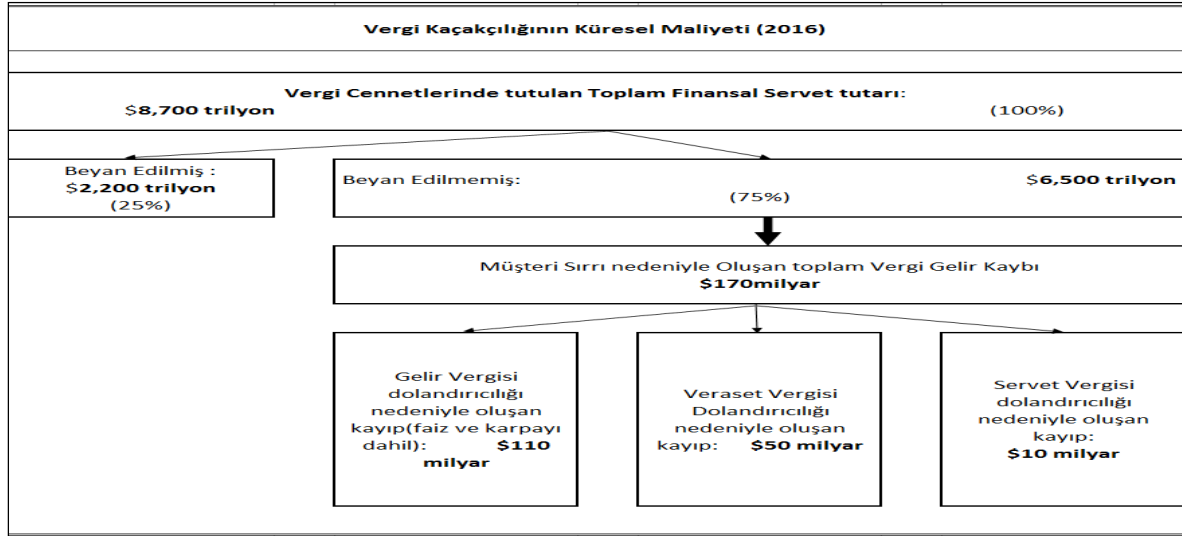 Vergi Kaçakçılığının Küresel Maliyeti (2016)
Vergi Cennetlerinde tutulan Toplam Finansal Servet tutarı:
$8,700 trilyon (100%)
Beyan Edilmiş :
$2,200 trilyon
(25%)
Beyan Edilmemiş: $6,500 trilyon
(75%)
Müşteri Sırrı nedeniyle Oluşan toplam Vergi Gelir Kaybı
$170milyar
Gelir Vergisi
dolandırıcılığı
nedeniyle oluşan
kayıp(faiz ve karpayı
dahil): $110
milyar
Veraset Vergisi
Dolandırıcılığı
nedeniyle oluşan
kayıp: $50 milyar
Servet Vergisi
dolandırıcılığı
nedeniyle oluşan
kayıp:
$10 milyar